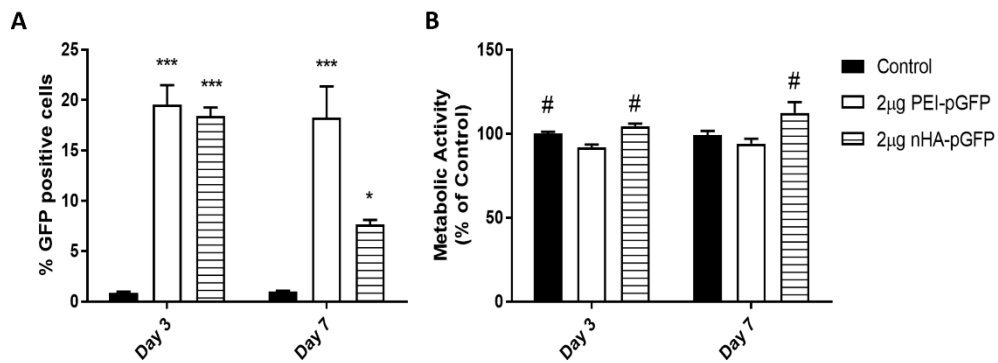 A
% GFP positive cells
25
20
15
10
5
0
***
***
***
*
Day 3
Day 7
B
Metabolic Activity
(% of Control)
150
100
50
0
#
#
#
Day 3
Day 7
Control
2µg PEI-pGFP
2µg nHA-pGFP